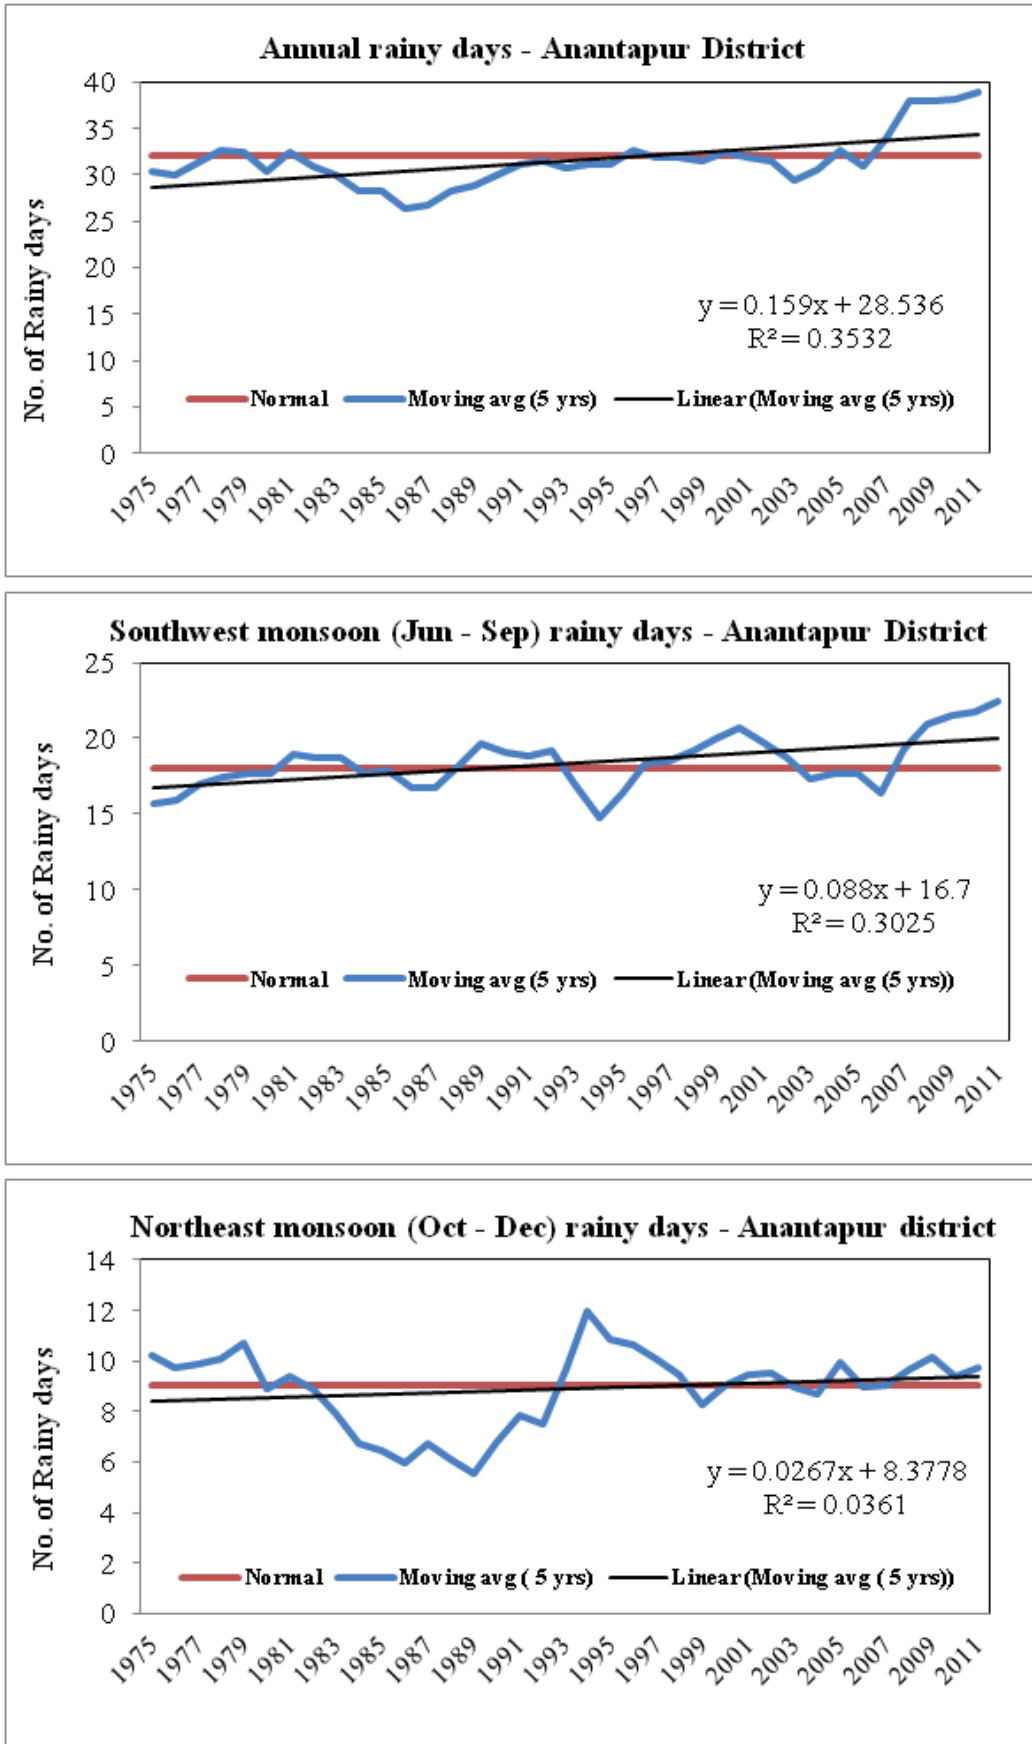 Annual rainy days - Anantapur District
No. of Rainy days
40
35
30
25
20
15
10
5
0
y = 0.159x + 28.536
R² = 0.3532
Normal Moving avg (5 yrs) Linear (Moving avg (5 yrs))
1975 1977 1979 1981 1983 1985 1987 1989 1991 1993 1995 1997 1999 2001 2003 2005 2007 2009 2011
Southwest monsoon (Jun - Sep) rainy days - Anantapur District
No. of Rainy days
25
20
15
10
5
0
y = 0.088x + 16.7
R² = 0.3025
Normal Moving avg (5 yrs) Linear (Moving avg (5 yrs))
1975 1977 1979 1981 1983 1985 1987 1989 1991 1993 1995 1997 1999 2001 2003 2005 2007 2009 2011
Northeast monsoon (Oct - Dec) rainy days - Anantapur district
No. of Rainy days
14
12
10
8
6
4
2
0
y = 0.0267x + 8.3778
R² = 0.0361
Normal Moving avg ( 5 yrs) Linear (Moving avg ( 5 yrs))
1975 1977 1979 1981 1983 1985 1987 1989 1991 1993 1995 1997 1999 2001 2003 2005 2007 2009 2011